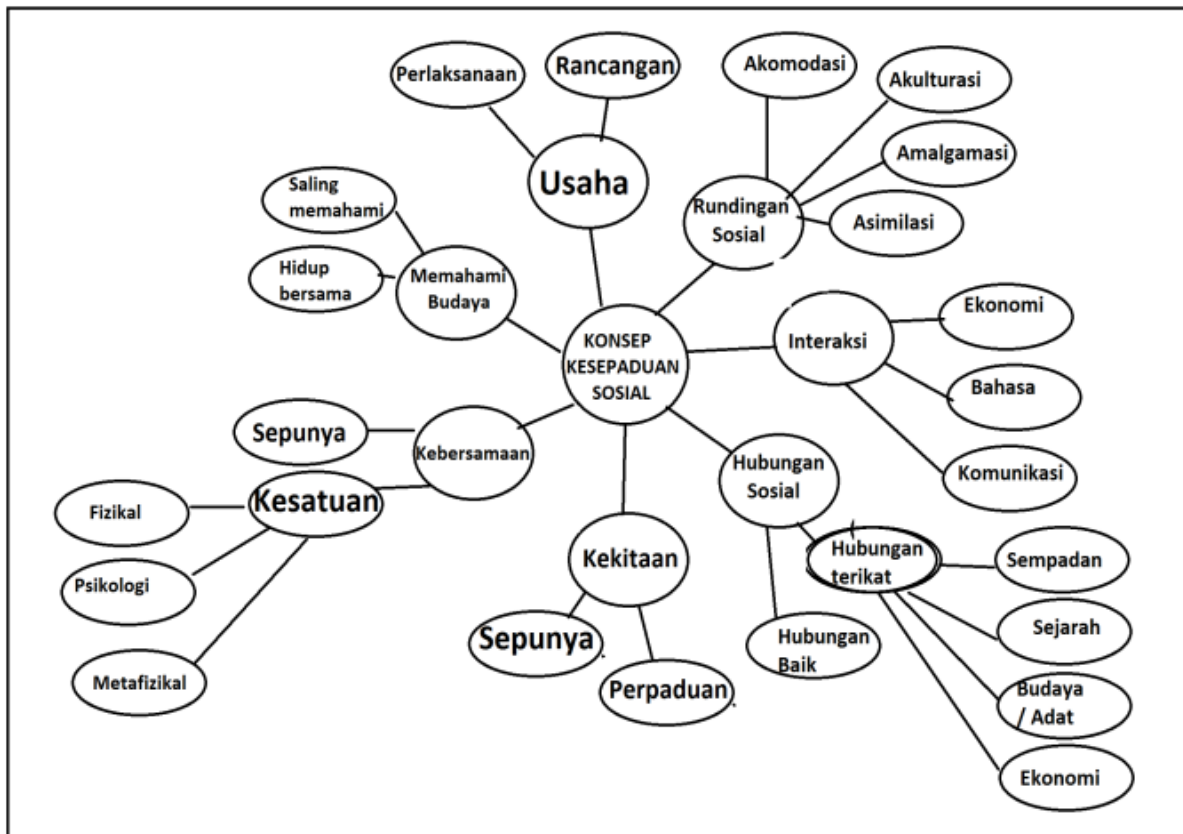 Perlaksanaan
Rancangan
Usaha
Akomodasi
Akulturasi
Amalgamasi
Asimilasi
Rundingan
Sosial
Saling
memahami
Hidup
bersama
Memahami
Budaya
KONSEP
KESEPADUAN
SOSIAL
Interaksi
Ekonomi
Bahasa
Komunikasi
Sepunya
Kebersamaan
Kesatuan
Fizikal
Psikologi
Metafizikal
Kekitaan
Sepunya
Perpaduan
Hubungan
Sosial
Hubungan
Baik
Hubungan
terikat
Sempadan
Sejarah
Budaya
/ Adat
Ekonomi